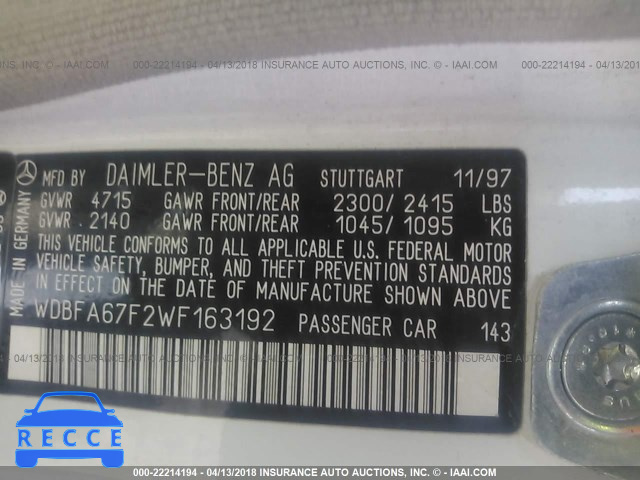 000-22214194 - 04/13/2018 INSURANCE AUTO AUCTIONS, INC. - © IAAI.COM
MADE IN GERMANY
DAIMLER-BENZ AG STUTTGART 11/97
GVWR 4715 GAWR FRONT/REAR 2300/2415 LBS
GVWR 2140 GAWR FRONT/REAR 1045/1095 KG
THIS VEHICLE CONFORMS TO ALL APPLICABLE U.S. FEDERAL MOTOR
VEHICLE SAFETY, BUMPER, AND THEFT PREVENTION STANDARDS
IN EFFECT ON THE DATE OF MANUFACTURE SHOWN ABOVE
WDBFA67F2WF163192 PASSENGER CAR 143
RECCE
000-22214194 - 04/13/2018 INSURANCE AUTO AUCTIONS, INC. - © IAAI.COM